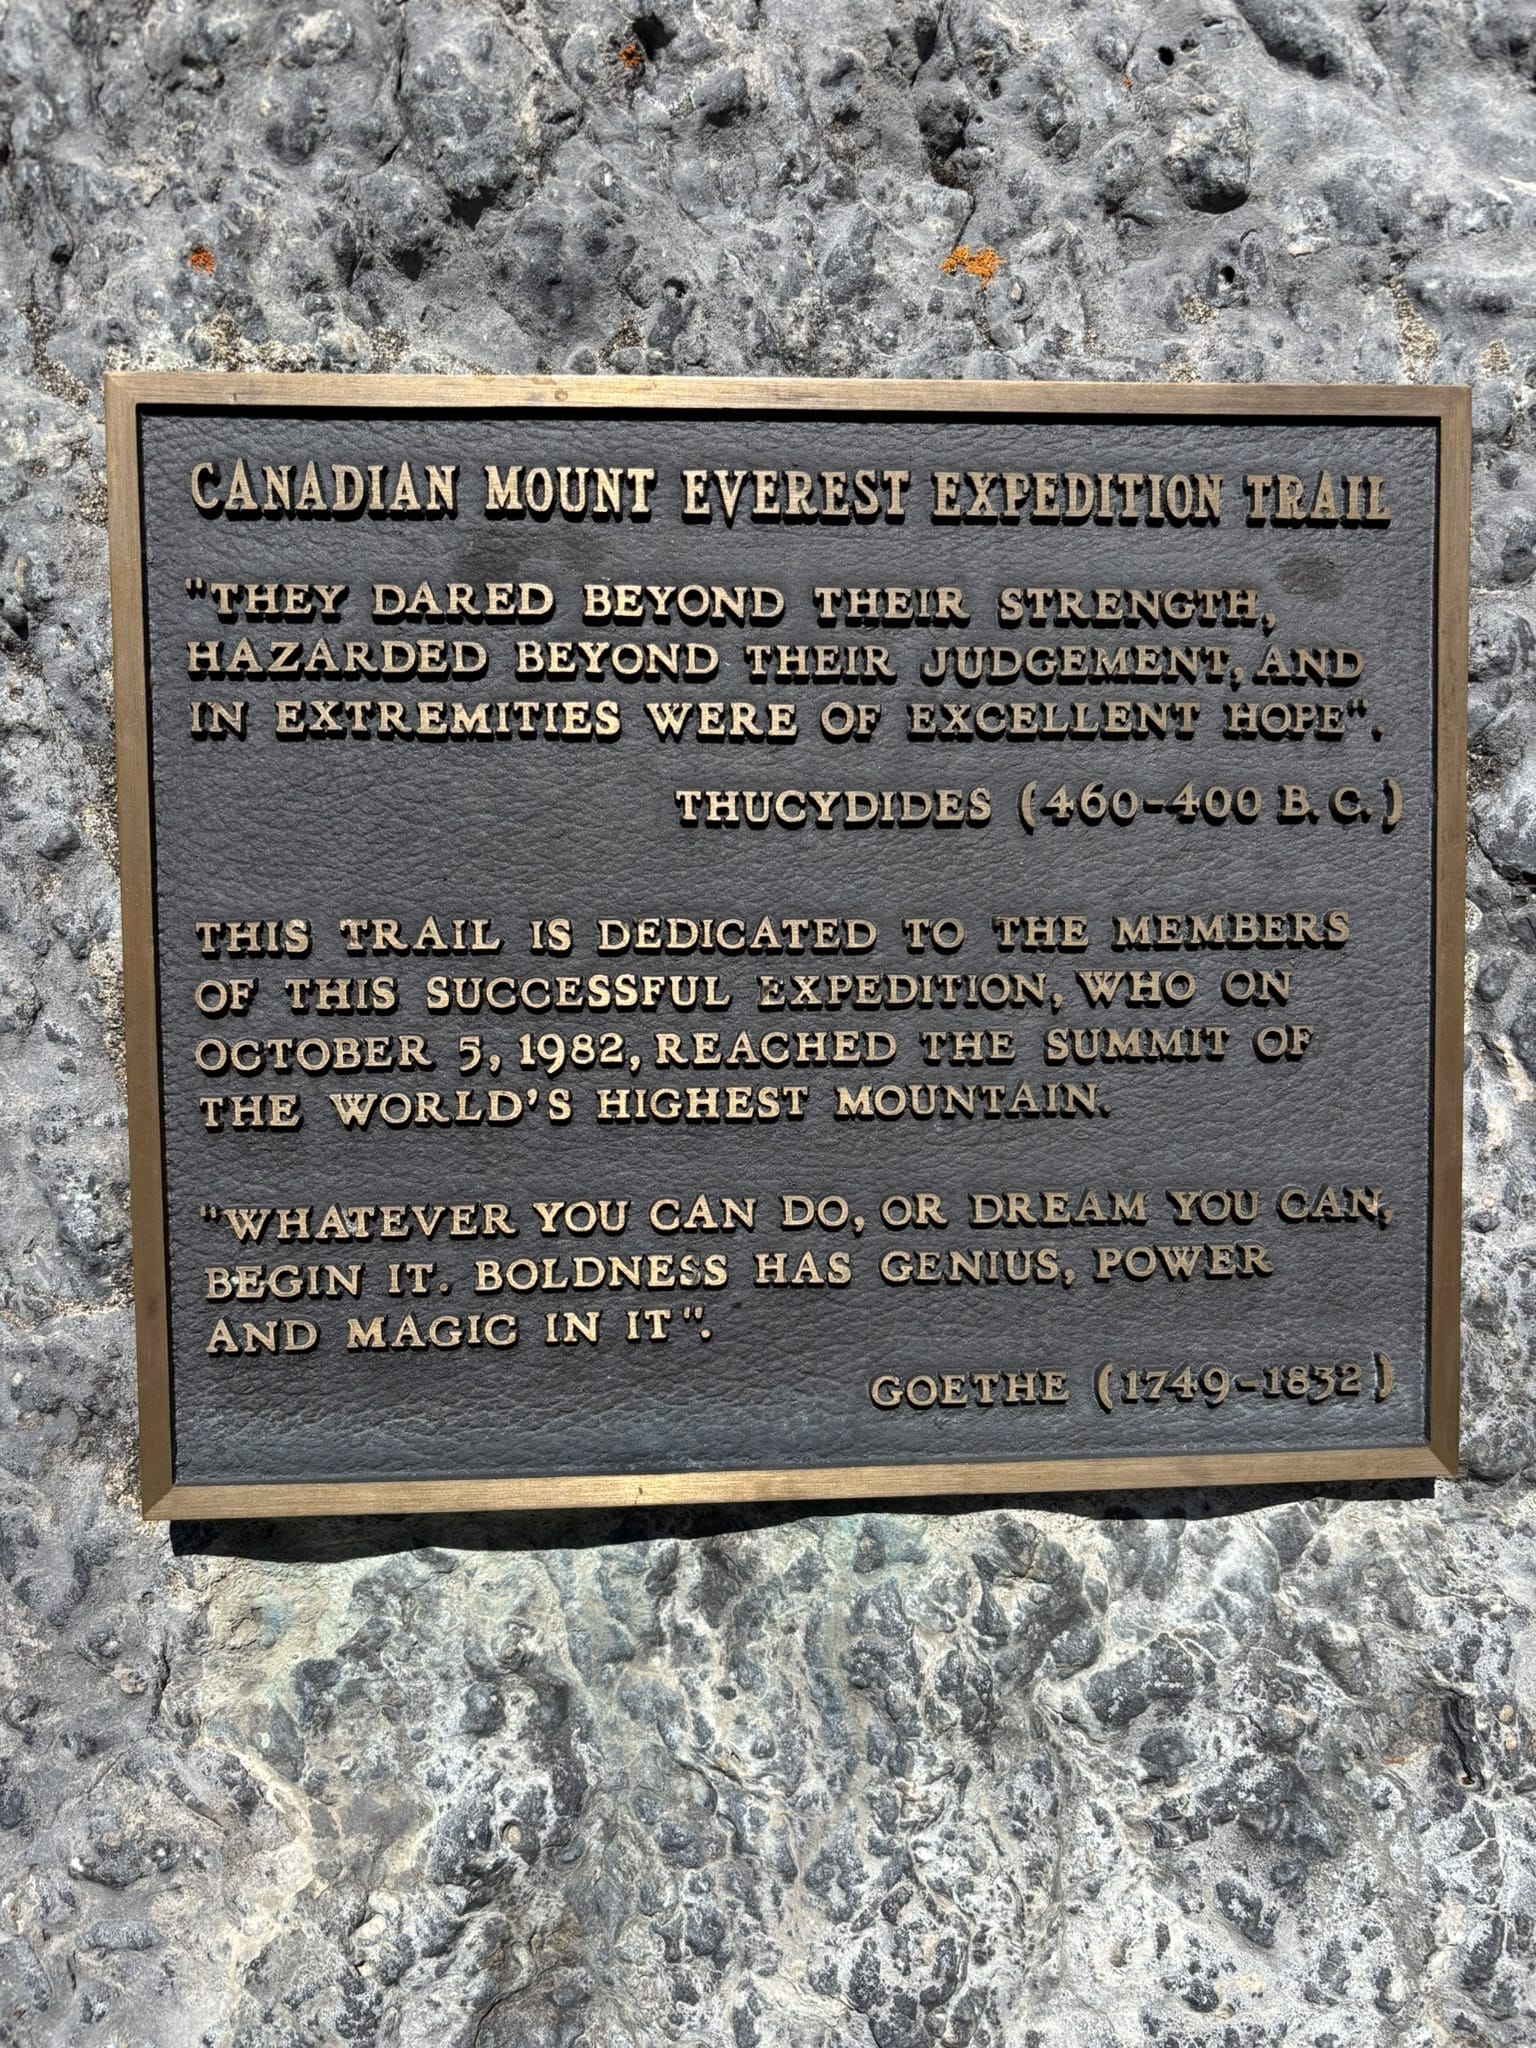 CANADIAN MOUNT EVEREST EXPEDITION TRAIL
"THEY DARED BEYOND THEIR STRENGTH,
HAZARDED BEYOND THEIR JUDGEMENT, AND
IN EXTREMITIES WERE OF EXCELLENT HOPE".
THUCYDIDES (460-400 B.C.)
THIS TRAIL IS DEDICATED TO THE MEMBERS
OF THIS SUCCESSFUL EXPEDITION, WHO ON
OCTOBER 5, 1982, REACHED THE SUMMIT OF
THE WORLD'S HIGHEST MOUNTAIN.
"WHATEVER YOU CAN DO, OR DREAM YOU CAN,
BEGIN IT. BOLDNESS HAS GENIUS, POWER
AND MAGIC IN IT".
GOETHE (1749-1832)